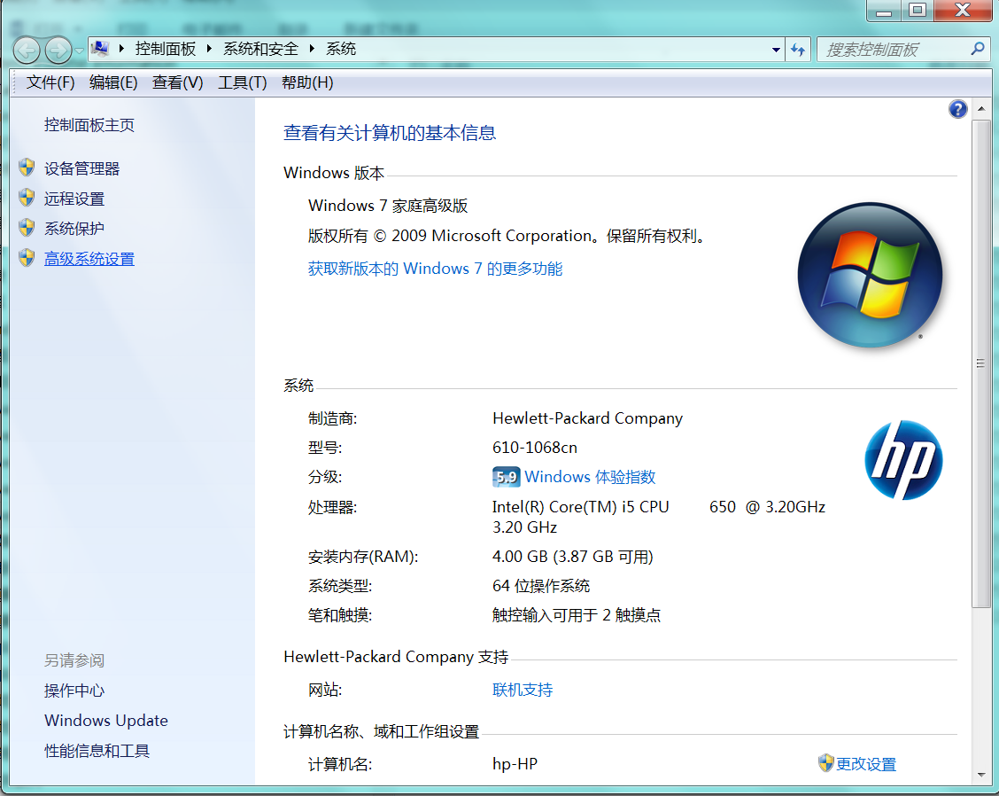 控制面板 系统和安全 系统
搜索控制面板
文件(F) 编辑(E) 查看(V) 工具(T) 帮助(H)
控制面板主页
设备管理器
远程设置
系统保护
高级系统设置
另请参阅
操作中心
Windows Update
性能信息和工具
查看有关计算机的基本信息
Windows 版本
Windows 7 家庭高级版
版权所有 © 2009 Microsoft Corporation。保留所有权利。
获取新版本的 Windows 7 的更多功能
系统
制造商: Hewlett-Packard Company
型号: 610-1068cn
分级: 5.9 Windows 体验指数
处理器: Intel(R) Core(TM) i5 CPU 650 @ 3.20GHz
3.20 GHz
安装内存(RAM): 4.00 GB (3.87 GB 可用)
系统类型: 64 位操作系统
笔和触摸: 触控输入可用于 2 触摸点
hp
Hewlett-Packard Company 支持
网站: 联机支持
计算机名称、域和工作组设置
计算机名: hp-HP 更改设置